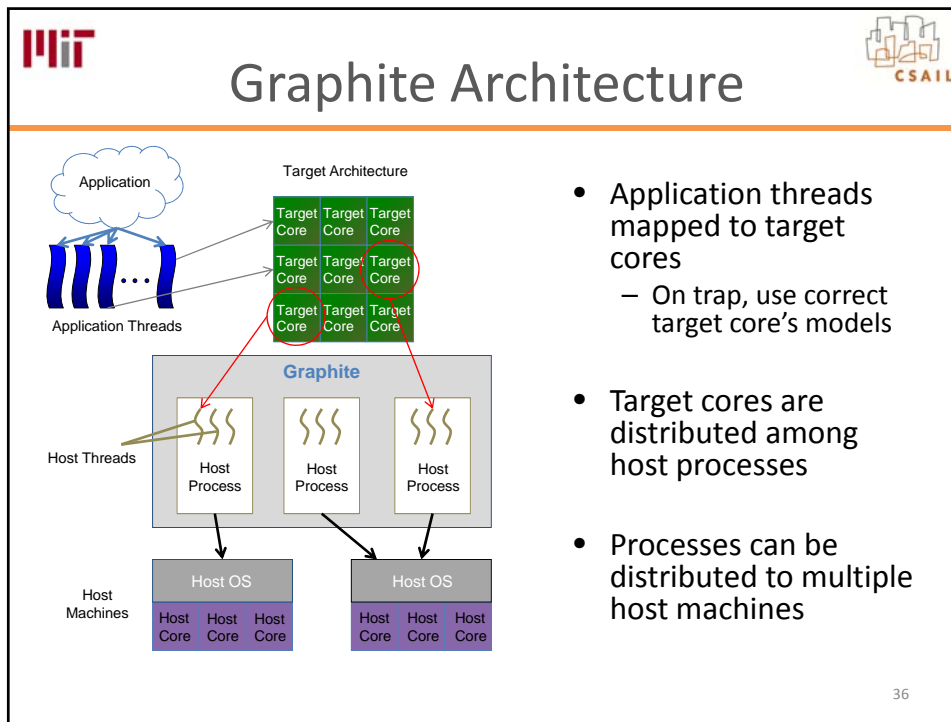 MIT
CSAIL
Graphite Architecture
Application
Application Threads
Target Architecture
Target Core
Target Core
Target Core
Target Core
Target Core
Target Core
Target Core
Target Core
Target Core
Graphite
Host Threads
Host Process
Host Process
Host Process
Host Machines
Host OS
Host Core
Host Core
Host Core
Host OS
Host Core
Host Core
Host Core
• Application threads
mapped to target
cores
– On trap, use correct
target core's models
• Target cores are
distributed among
host processes
• Processes can be
distributed to multiple
host machines
36